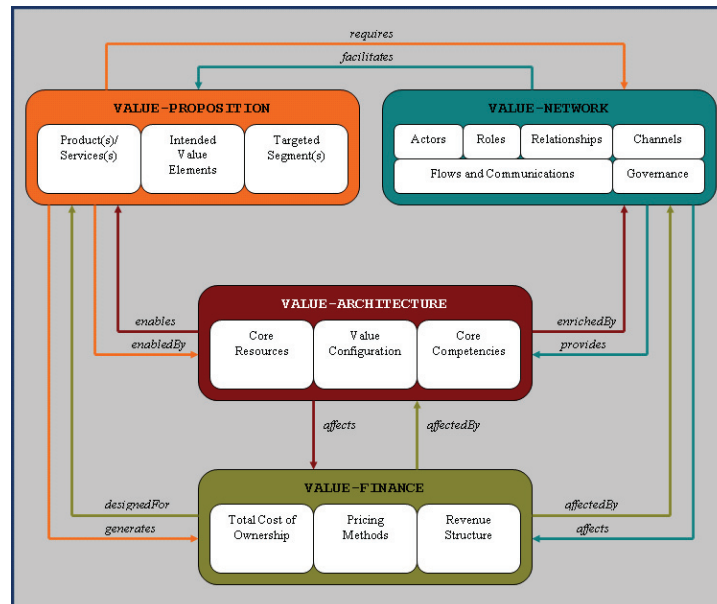 requires
facilitates
VALUE-PROPOSITION
Product(s)/
Services(s)
Intended
Value
Elements
Targeted
Segment(s)
VALUE-NETWORK
Actors
Roles
Relationships
Channels
Flows and Communications
Governance
VALUE-ARCHITECTURE
Core
Resources
Value
Configuration
Core
Competencies
enables
enabledBy
enrichedBy
provides
affects
affectedBy
VALUE-FINANCE
Total Cost of
Ownership
Pricing
Methods
Revenue
Structure
designedFor
generates
affectedBy
affects